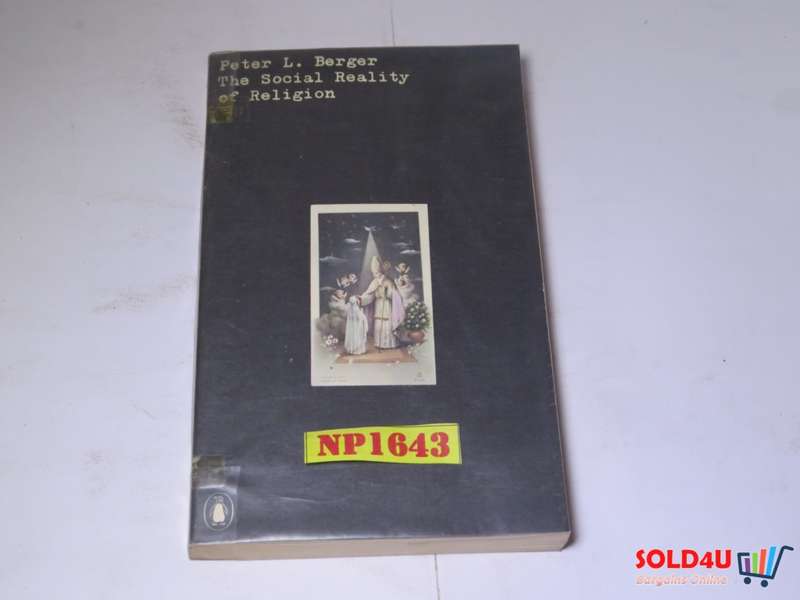 Peter L. Berger
The Social Reality
of Religion
NP1643
SOLD4U
Bargains Online